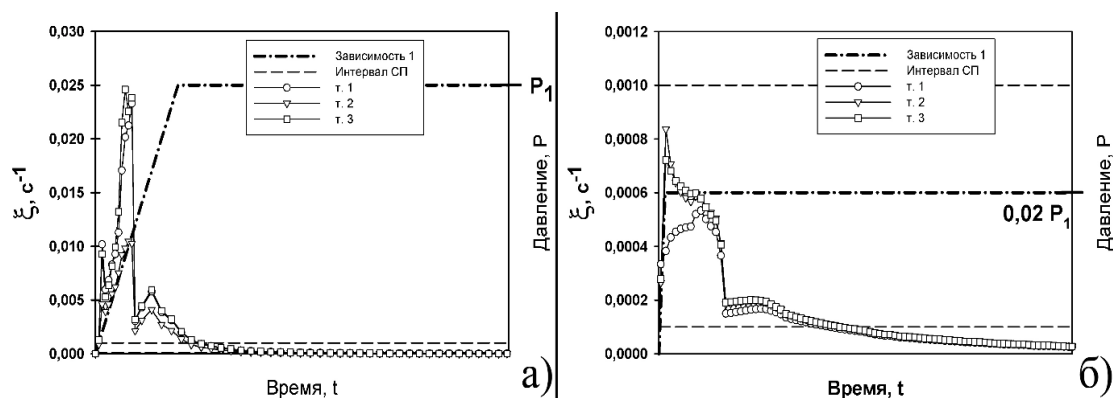 0,030
0,025
0,020
0,015
0,010
0,005
0,000
ξ, с⁻¹
Зависимость 1
Интервал СП
т. 1
т. 2
т. 3
P₁
Давление, P
Время, t
а)
0,0012
0,0010
0,0008
0,0006
0,0004
0,0002
0,0000
ξ, с⁻¹
Зависимость 1
Интервал СП
т. 1
т. 2
т. 3
0,02 P₁
Давление, P
Время, t
б)